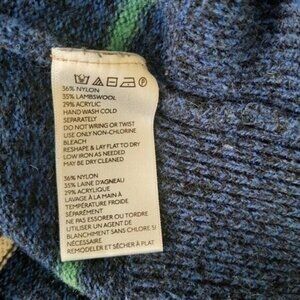 36% NYLON
35% LAMBSWOOL
29% ACRYLIC
HAND WASH COLD
SEPARATELY
DO NOT WRING OR TWIST
USE ONLY NON-CHLORINE
BLEACH
RESHAPE & LAY FLAT TO DRY
LOW IRON AS NEEDED
MAY BE DRY CLEANED
36% NYLON
35% LAINE D'AGNEAU
29% ACRYLIQUE
LAVAGE À LA MAIN À
TEMPÉRATURE FROIDE
SÉPARÉMENT
NE PAS ESSORER OU TORDRE
UTILISER UN AGENT DE
BLANCHIMENT SANS CHLORE SI
NÉCESSAIRE
REMODELER ET SÉCHER À PLAT